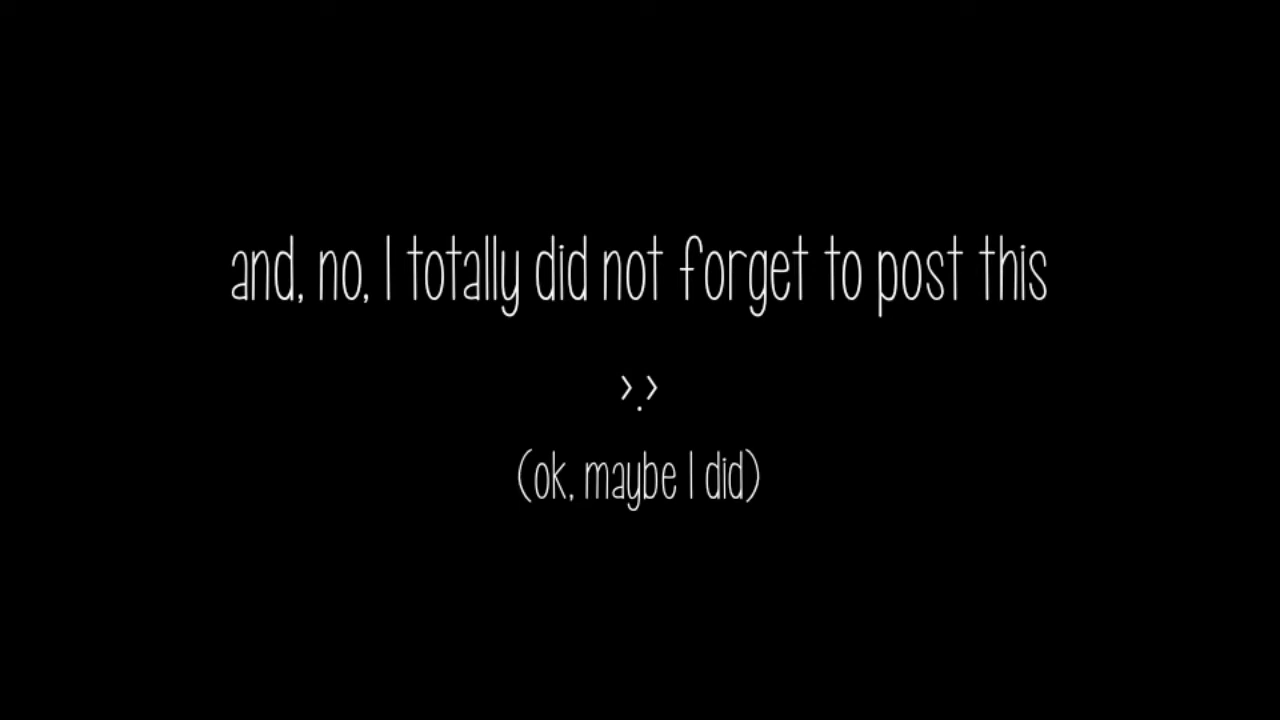 and, no, I totally did not forget to post this
>.>
(ok, maybe I did)